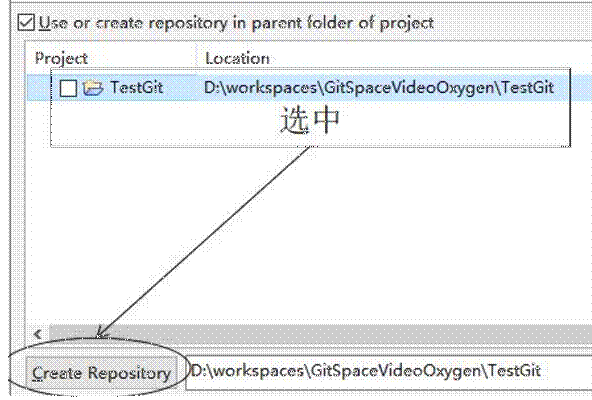 Use or create repository in parent folder of project
Project Location
TestGit D:\workspaces\GitSpaceVideoOxygen\TestGit
选中
Create Repository D:\workspaces\GitSpaceVideoOxygen\TestGit